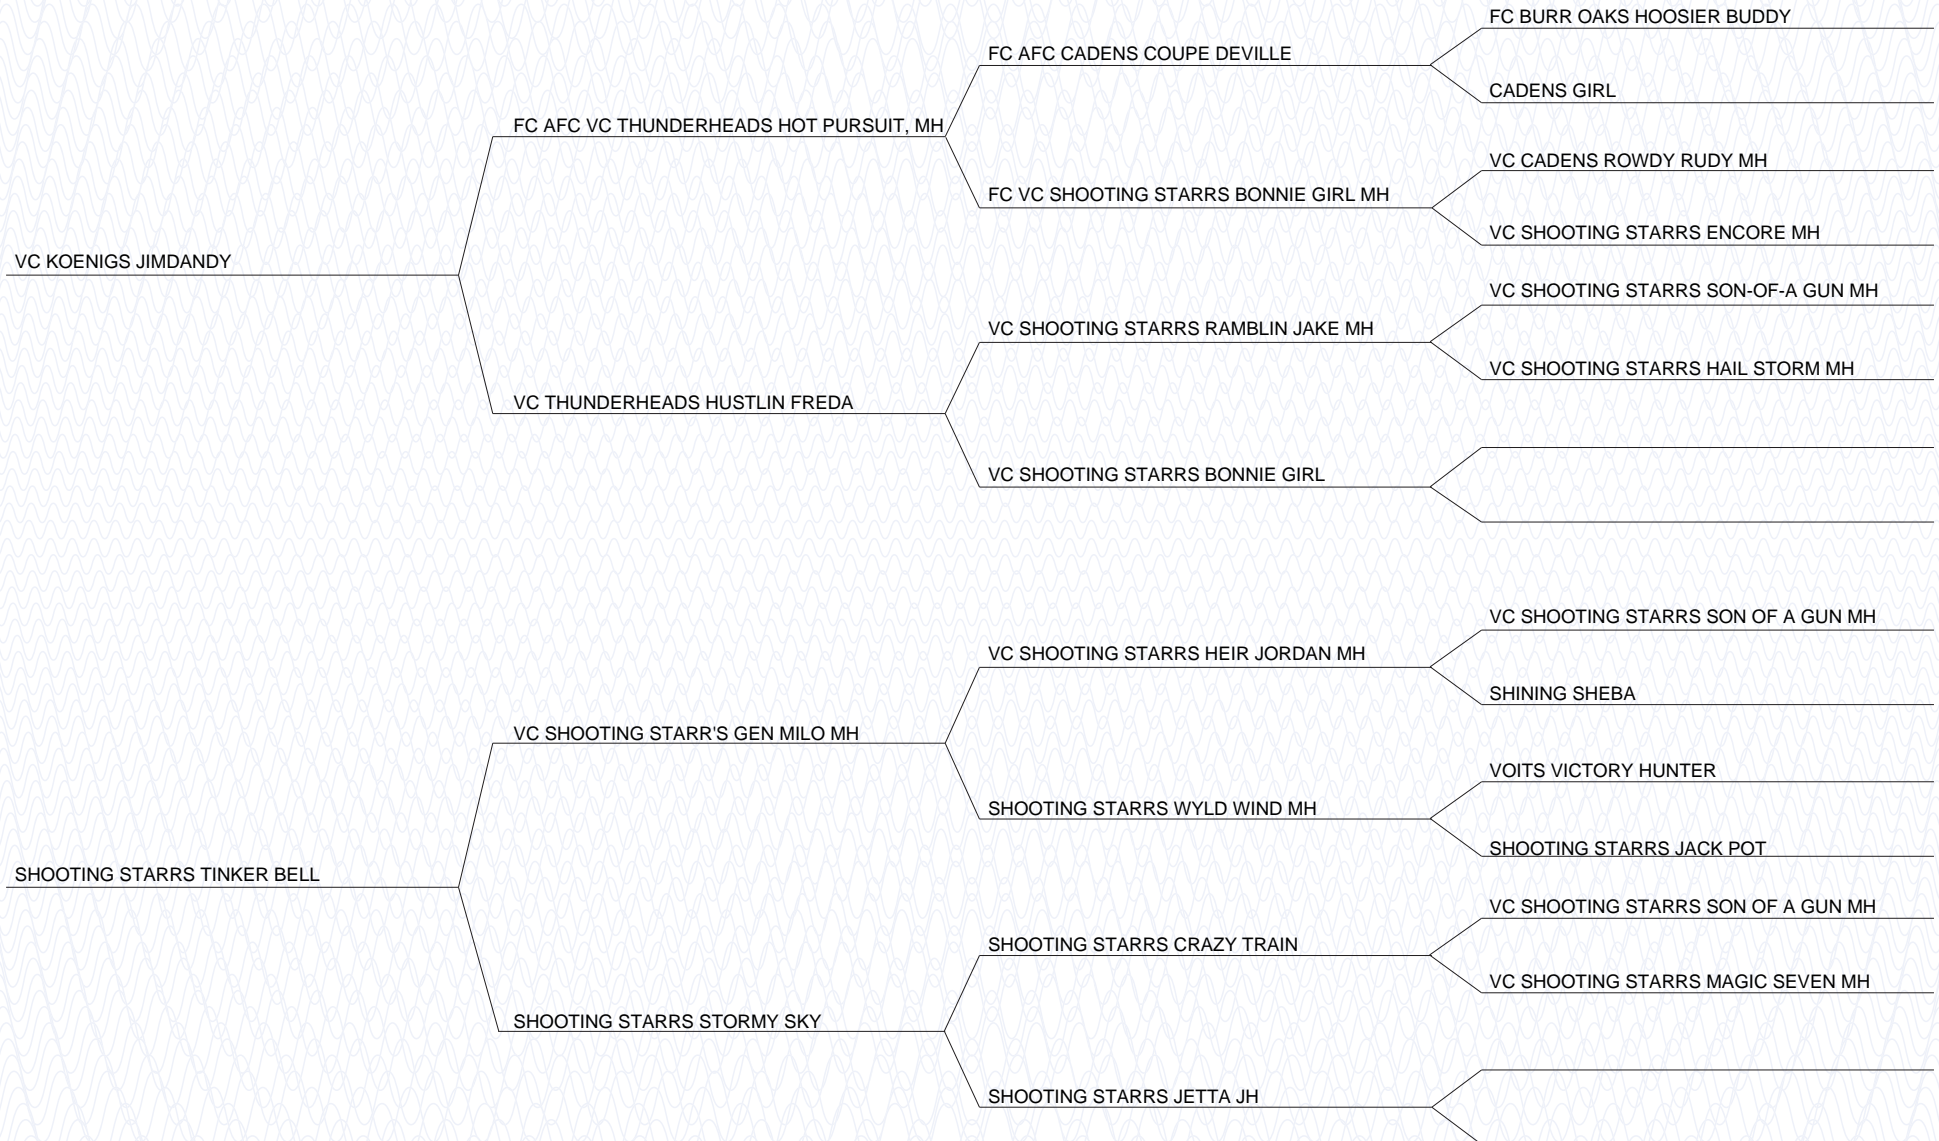 FC BURR OAKS HOOSIER BUDDY
FC AFC CADENS COUPE DEVILLE
CADENS GIRL
FC AFC VC THUNDERHEADS HOT PURSUIT, MH
VC CADENS ROWDY RUDY MH
FC VC SHOOTING STARRS BONNIE GIRL MH
VC SHOOTING STARRS ENCORE MH
VC KOENIGS JIMDANDY
VC SHOOTING STARRS SON-OF-A GUN MH
VC SHOOTING STARRS RAMBLIN JAKE MH
VC SHOOTING STARRS HAIL STORM MH
VC THUNDERHEADS HUSTLIN FREDA
VC SHOOTING STARRS BONNIE GIRL
VC SHOOTING STARRS SON OF A GUN MH
VC SHOOTING STARRS HEIR JORDAN MH
SHINING SHEBA
VC SHOOTING STARR'S GEN MILO MH
VOITS VICTORY HUNTER
SHOOTING STARRS WYLD WIND MH
SHOOTING STARRS JACK POT
SHOOTING STARRS TINKER BELL
VC SHOOTING STARRS SON OF A GUN MH
SHOOTING STARRS CRAZY TRAIN
VC SHOOTING STARRS MAGIC SEVEN MH
SHOOTING STARRS STORMY SKY
SHOOTING STARRS JETTA JH